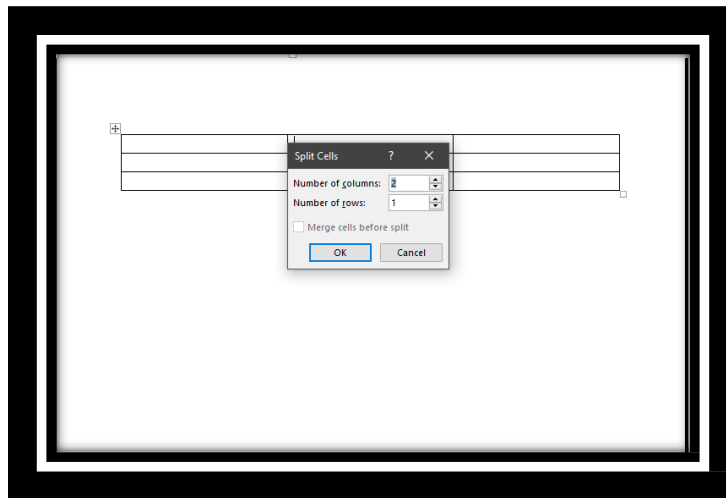 Split Cells ? ×
Number of columns: 2
Number of rows: 1
Merge cells before split
OK Cancel